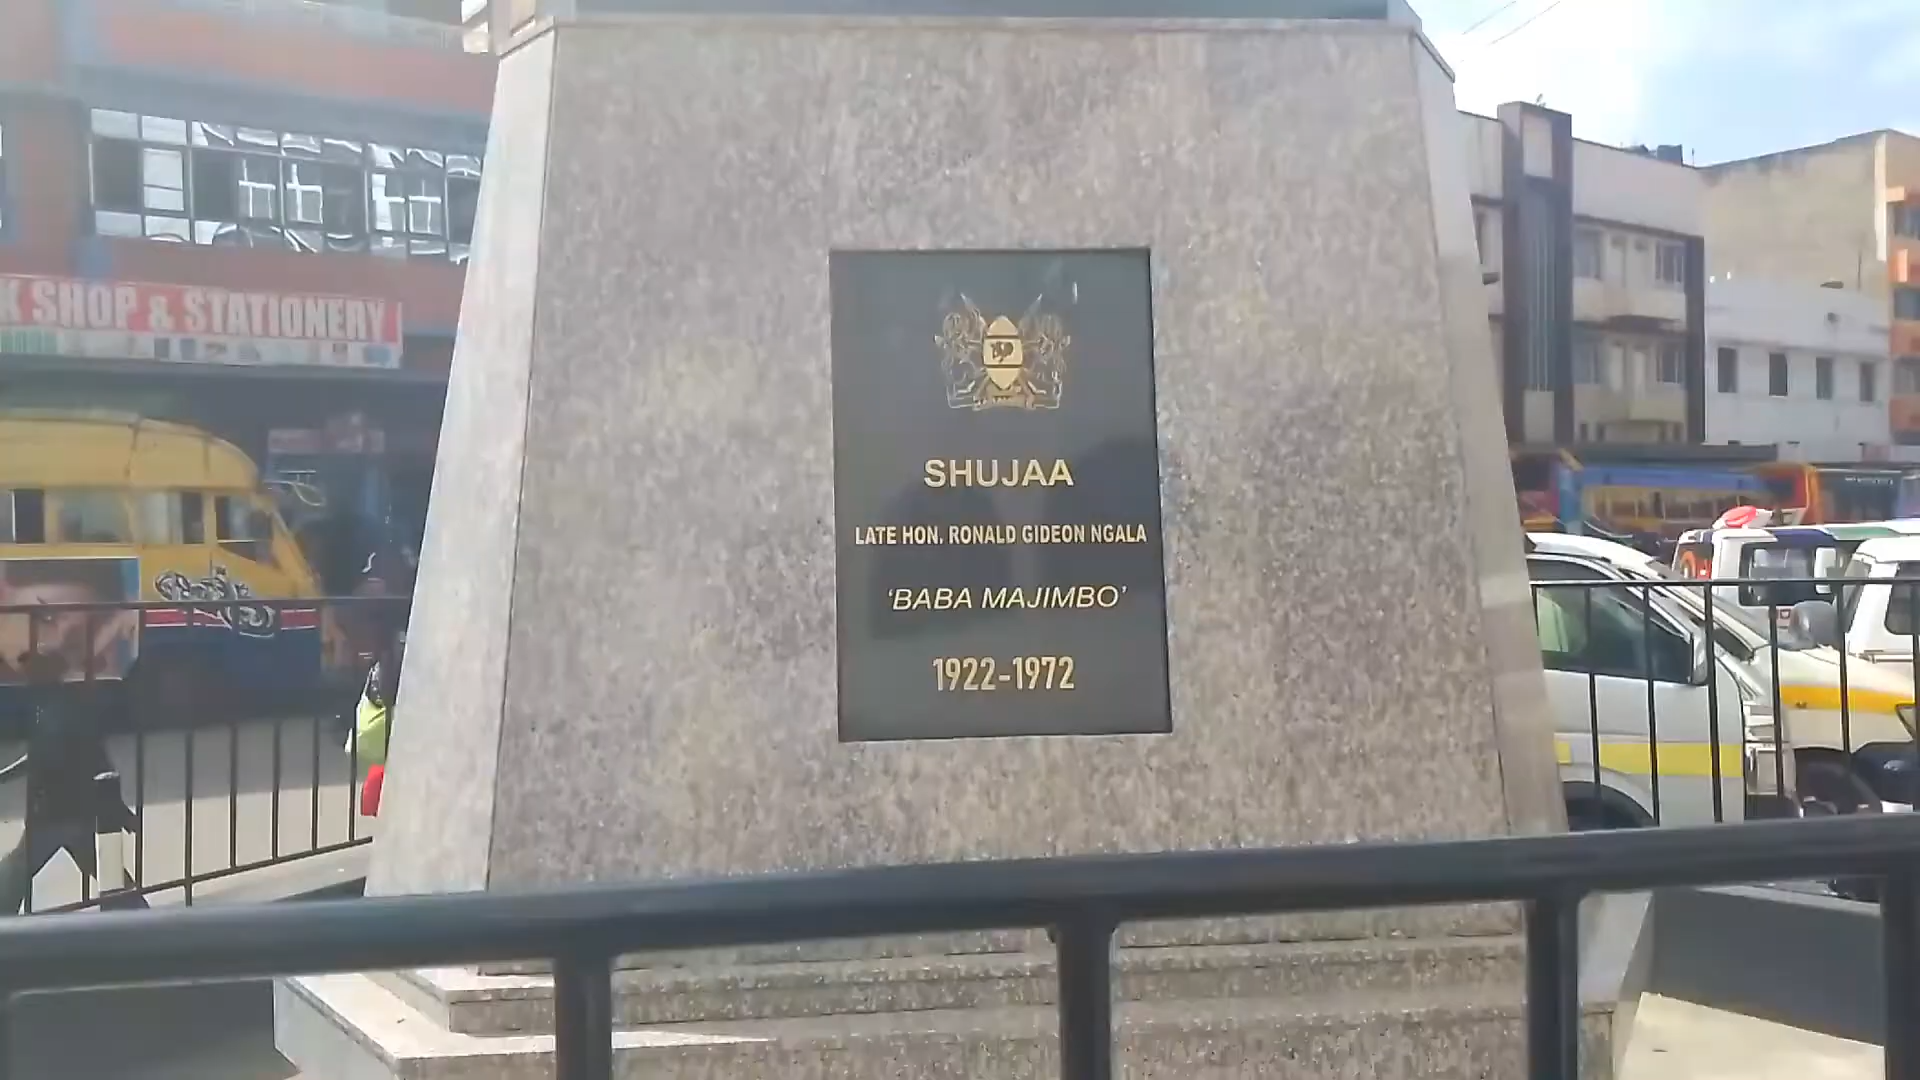 K SHOP & STATIONERY
SHUJAA
LATE HON. RONALD GIDEON NGALA
‘BABA MAJIMBO’
1922-1972